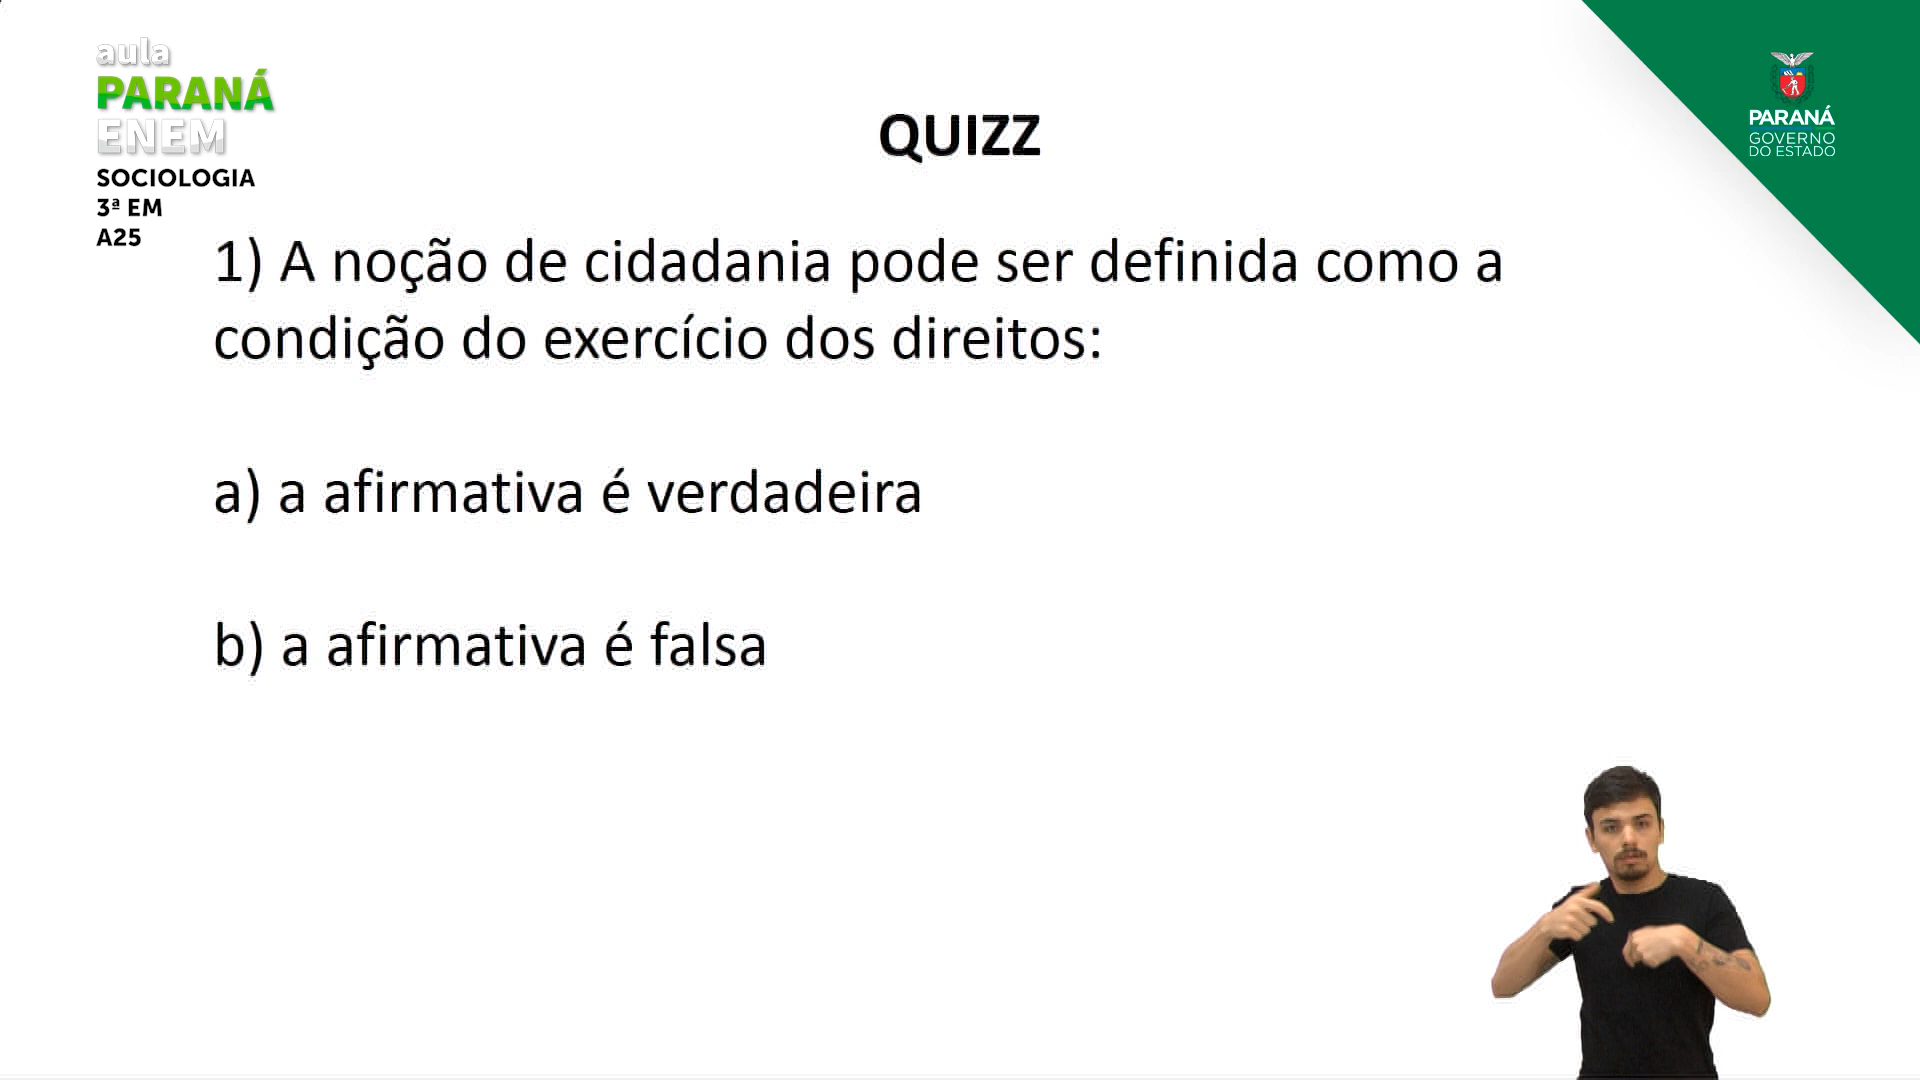 aula
PARANÁ
ENEM
SOCIOLOGIA
3ª EM
A25
PARANÁ
GOVERNO
DO ESTADO
QUIZZ
1) A noção de cidadania pode ser definida como a
condição do exercício dos direitos:
a) a afirmativa é verdadeira
b) a afirmativa é falsa